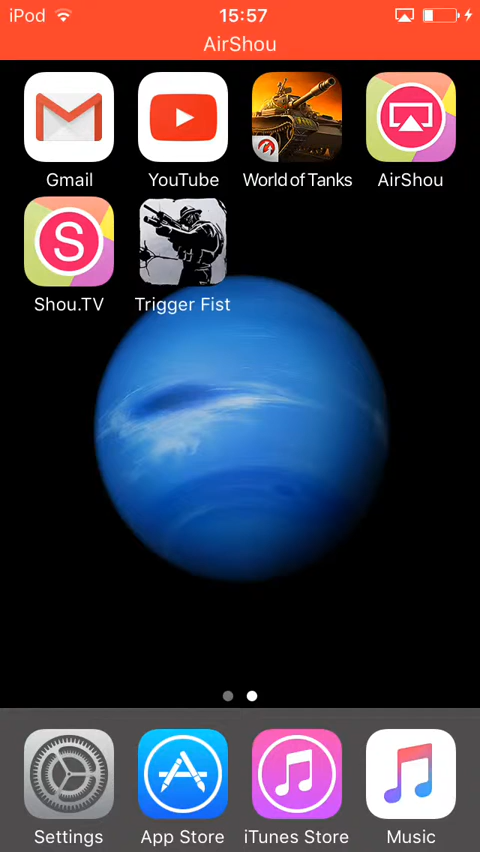 iPod 15:57
AirShou
Gmail YouTube World of Tanks AirShou
S
Shou.TV Trigger Fist
Settings App Store iTunes Store Music